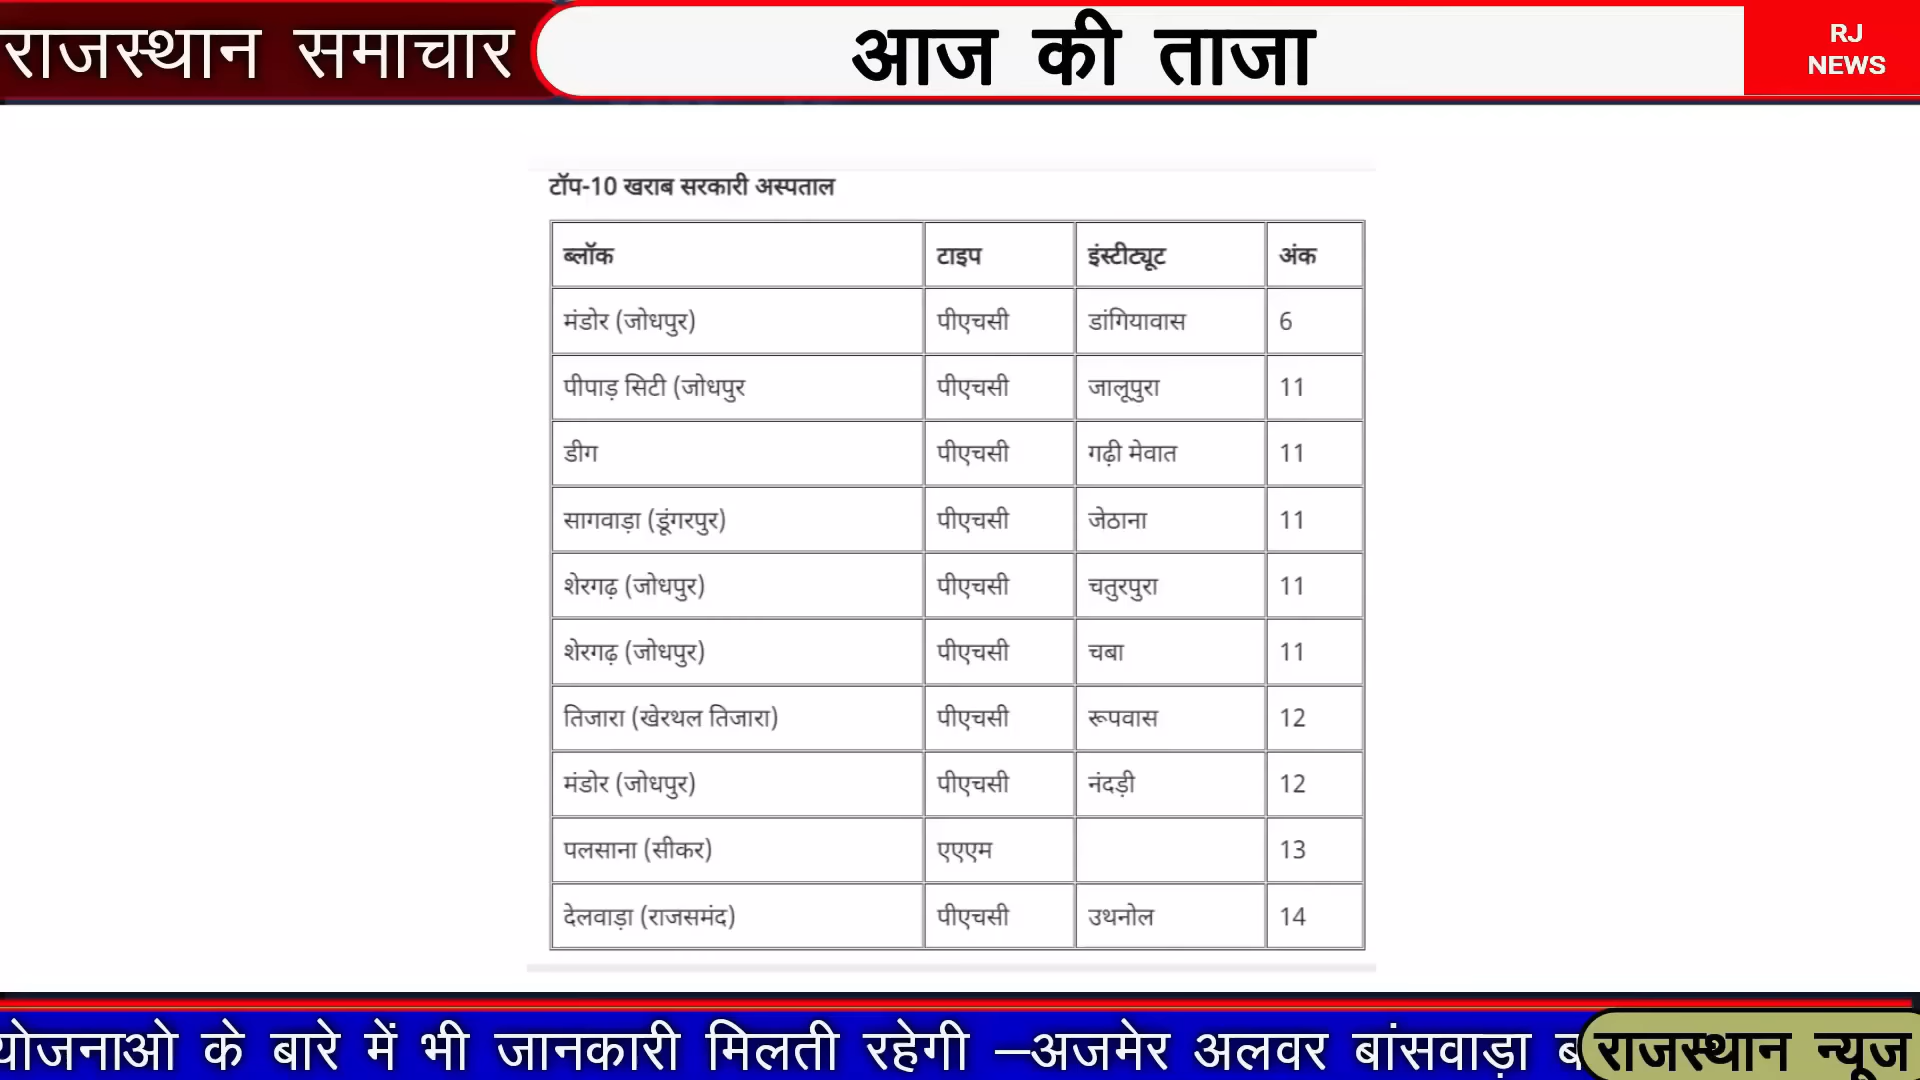 राजस्थान समाचार
आज की ताजा
RJ
NEWS
टॉप-10 खराब सरकारी अस्पताल
ब्लॉक टाइप इंस्टीट्यूट अंक
मंडोर (जोधपुर) पीएचसी डांगियावास 6
पीपाड़ सिटी (जोधपुर पीएचसी जालूपुरा 11
डीग पीएचसी गढ़ी मेवात 11
सागवाड़ा (डूंगरपुर) पीएचसी जेठाना 11
शेरगढ़ (जोधपुर) पीएचसी चतुरपुरा 11
शेरगढ़ (जोधपुर) पीएचसी चबा 11
तिजारा (खेरथल तिजारा) पीएचसी रूपवास 12
मंडोर (जोधपुर) पीएचसी नंदड़ी 12
पलसाना (सीकर) एएएम 13
देलवाड़ा (राजसमंद) पीएचसी उथनोल 14
योजनाओ के बारे में भी जानकारी मिलती रहेगी –अजमेर अलवर बांसवाड़ा ब
राजस्थान न्यूज